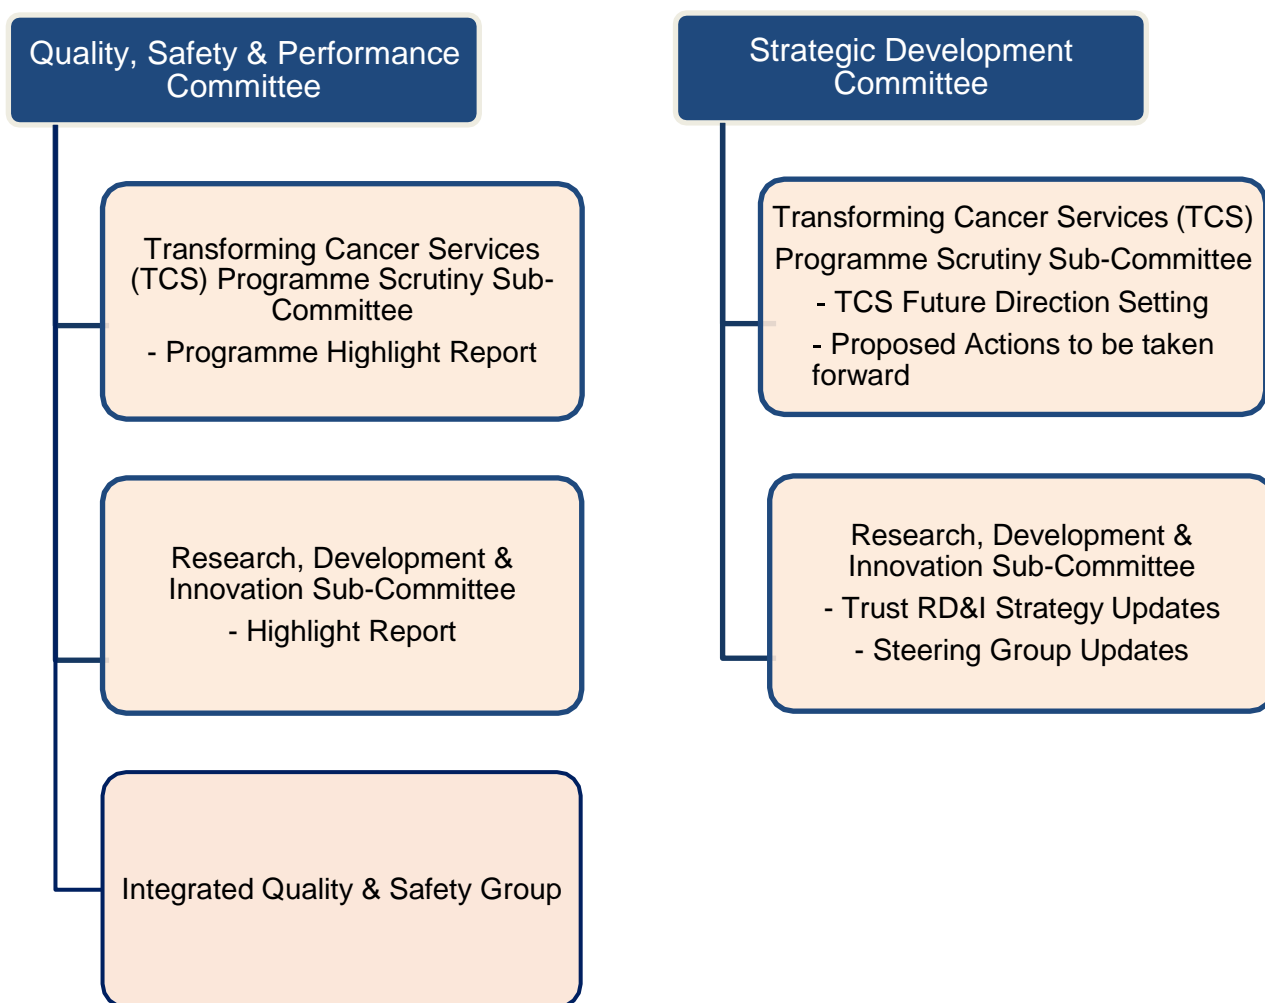 Quality, Safety & Performance
Committee
Transforming Cancer Services
(TCS) Programme Scrutiny Sub-
Committee
- Programme Highlight Report
Research, Development &
Innovation Sub-Committee
- Highlight Report
Integrated Quality & Safety Group
Strategic Development
Committee
Transforming Cancer Services (TCS)
Programme Scrutiny Sub-Committee
- TCS Future Direction Setting
- Proposed Actions to be taken
forward
Research, Development &
Innovation Sub-Committee
- Trust RD&I Strategy Updates
- Steering Group Updates